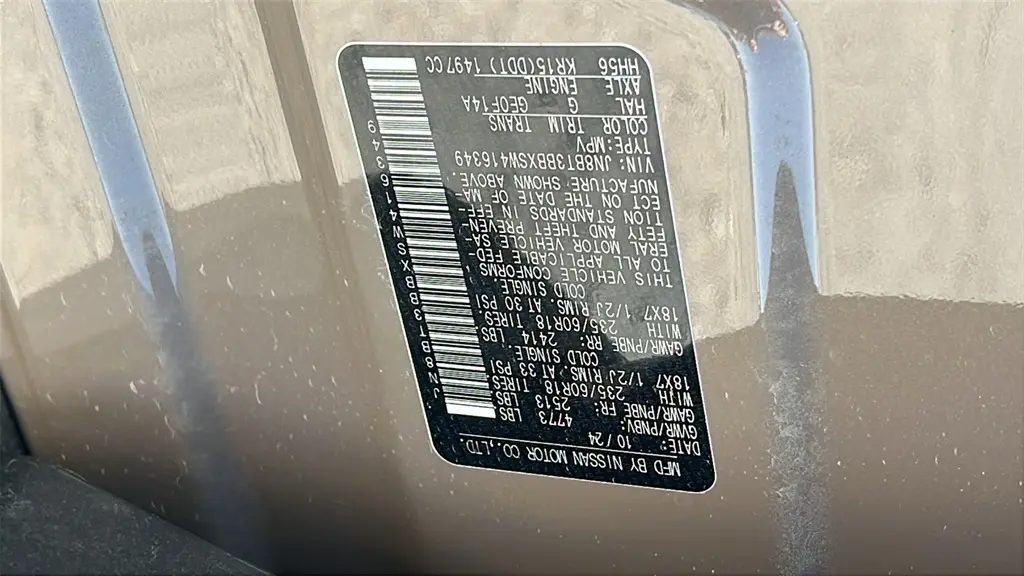 MFD BY NISSAN MOTOR CO.,LTD.
DATE: 10/24
GVWR/PNBV: 4773 LBS
GAWR/PNBE FR: 2513 LBS
WITH 235/60R18 TIRES
18X7 1/2J RIMS, AT 33 PSI
COLD SINGLE
GAWR/PNBE RR: 2414 LBS
WITH 235/60R18 TIRES
18X7 1/2J RIMS, AT 30 PSI
COLD SINGLE
THIS VEHICLE CONFORMS
TO ALL APPLICABLE FED-
ERAL MOTOR VEHICLE SA-
FETY AND THEFT PREVEN-
TION STANDARDS IN EFF-
ECT ON THE DATE OF MA-
NUFACTURE SHOWN ABOVE.
VIN: JN8BT3BBXSW416349
TYPE:MPV
COLOR TRIM TRANS
HAL G GE0F14A
AXLE ENGINE
HH56 KR15(DDT) 1497CC
JN8BT3BBXSW416349